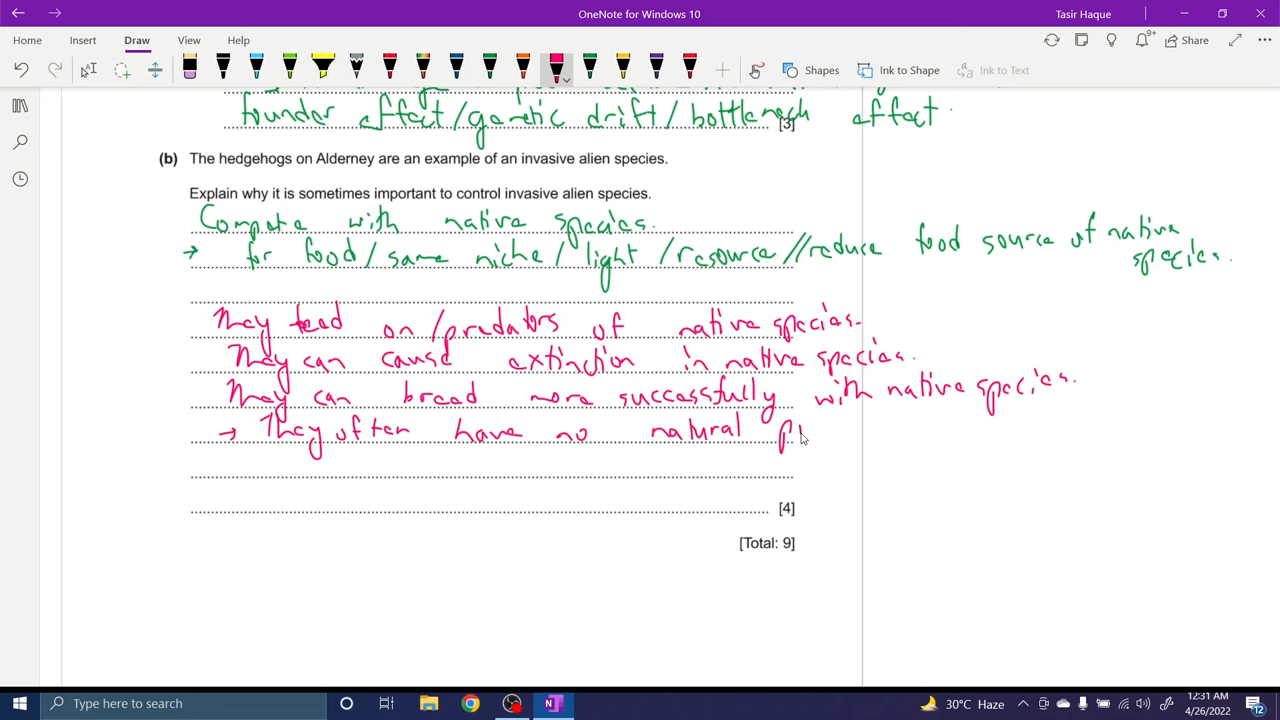 OneNote for Windows 10
Tasir Haque
Home Insert Draw View Help
Share
Shapes
Ink to Shape
Ink to Text
founder affect/genetic drift/bottleneck affect.
[3]
(b) The hedgehogs on Alderney are an example of an invasive alien species.
Explain why it is sometimes important to control invasive alien species.
Compete with native species.
→ for food/same niche/light/resource//reduce food source of native species.
They feed on/predators of native species.
They can cause extinction in native species.
They can breed more successfully with native species.
→ They often have no natural
[4]
[Total: 9]
Type here to search
30°C Haze
12:31 AM
4/26/2022
12